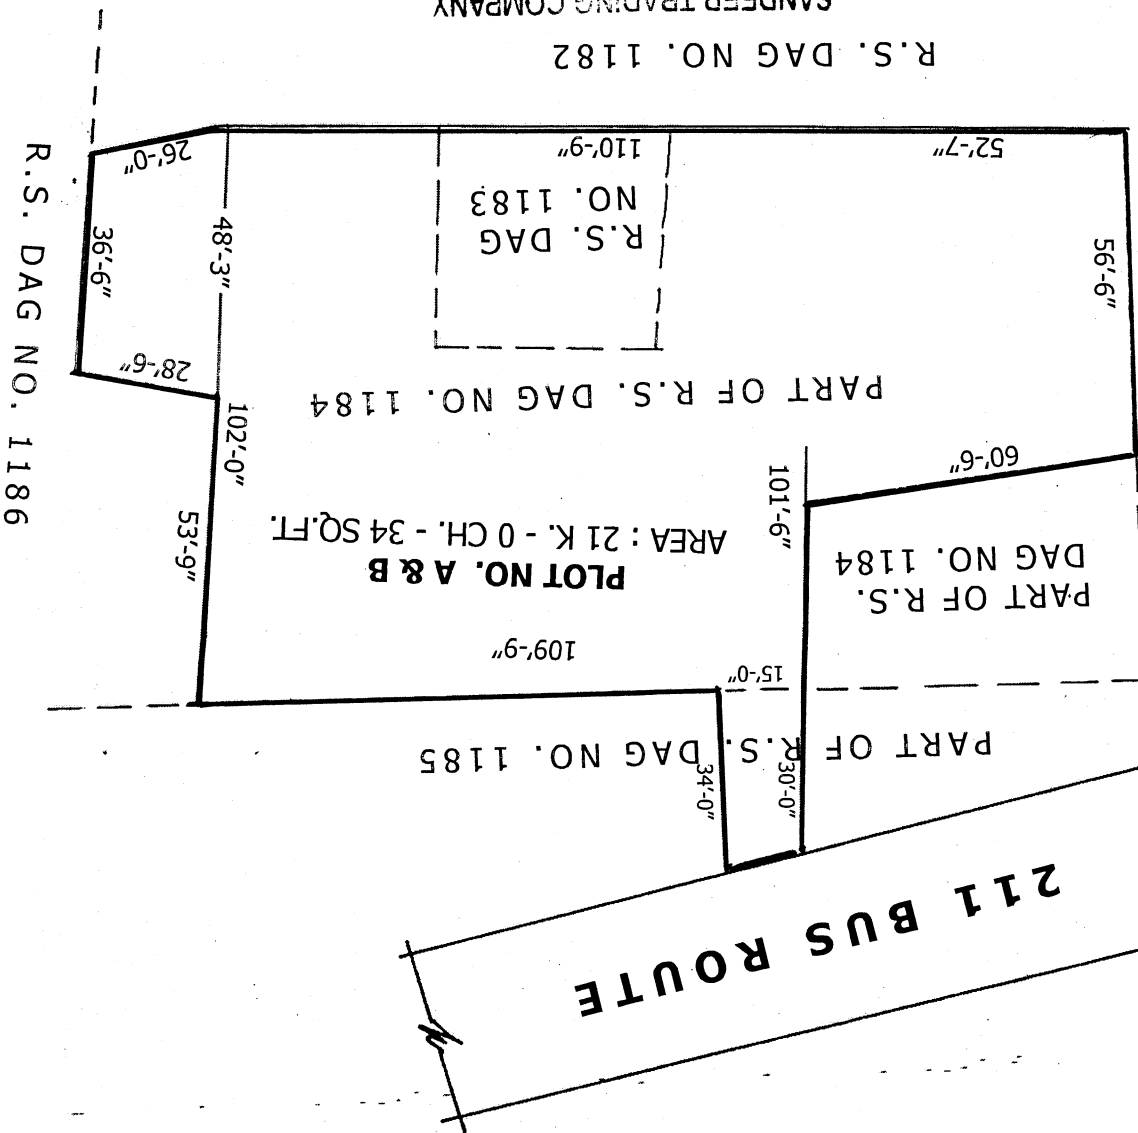 211 BUS ROUTE
PART OF R.S. DAG NO. 1185
30'-0"
34'-0"
15'-0"
109'-9"
PART OF R.S.
DAG NO. 1184
PLOT NO. A & B
AREA : 21 K. - 0 CH. - 34 SQ.FT.
101'-6"
53'-9"
60'-6"
102'-0"
PART OF R.S. DAG NO. 1184
28'-6"
56'-6"
R.S. DAG
NO. 1183
48'-3"
36'-6"
52'-7"
110'-9"
26'-0"
R.S. DAG NO. 1186
R.S. DAG NO. 1182
TRADING COMPANY